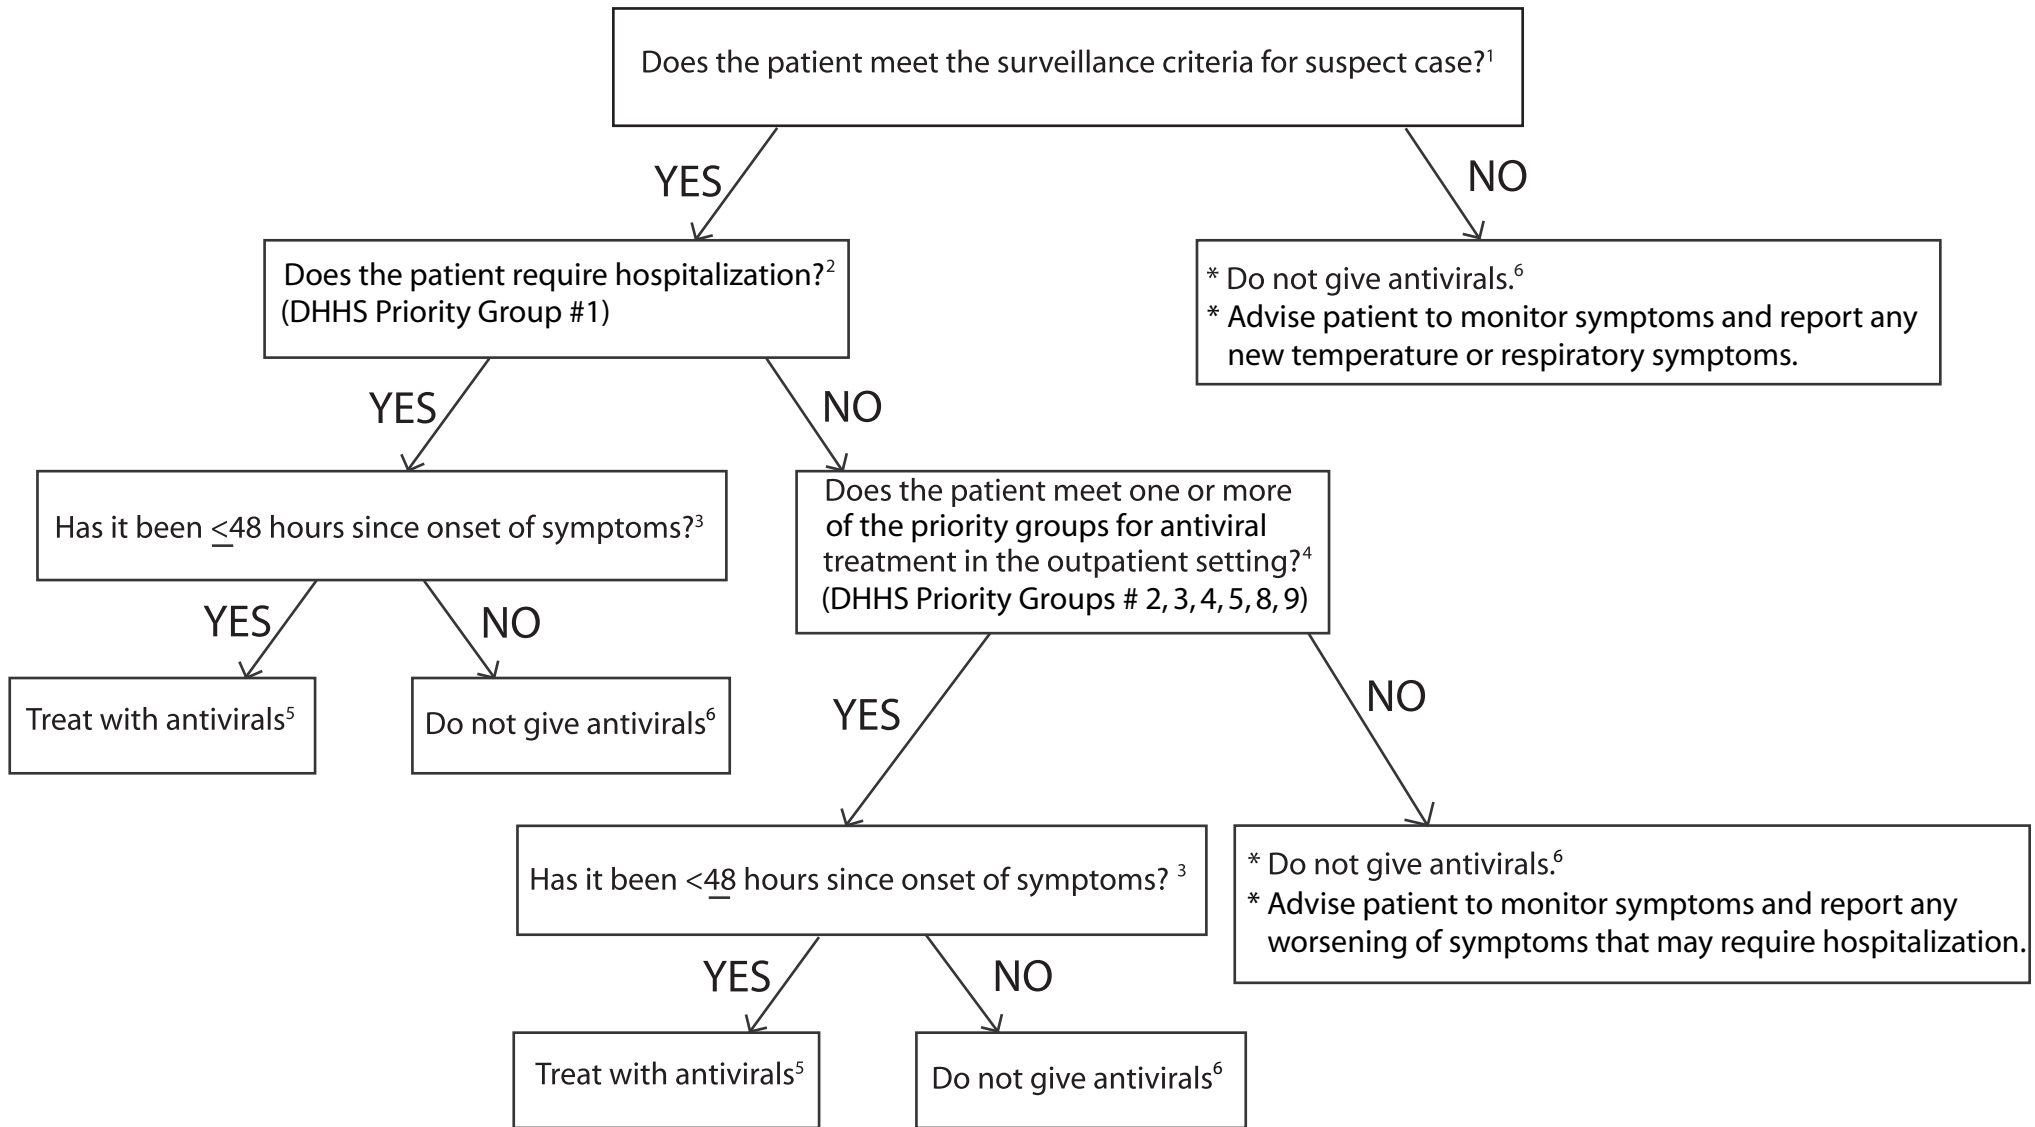 Does the patient meet the surveillance criteria for suspect case?¹
YES
NO
Does the patient require hospitalization?²
(DHHS Priority Group #1)
* Do not give antivirals.⁶
* Advise patient to monitor symptoms and report any
new temperature or respiratory symptoms.
YES
NO
Has it been <48 hours since onset of symptoms?³
Does the patient meet one or more
of the priority groups for antiviral
treatment in the outpatient setting?⁴
(DHHS Priority Groups # 2, 3, 4, 5, 8, 9)
YES
NO
Treat with antivirals⁵
Do not give antivirals⁶
YES
NO
Has it been <48 hours since onset of symptoms? ³
* Do not give antivirals.⁶
* Advise patient to monitor symptoms and report any
worsening of symptoms that may require hospitalization.
YES
NO
Treat with antivirals⁵
Do not give antivirals⁶